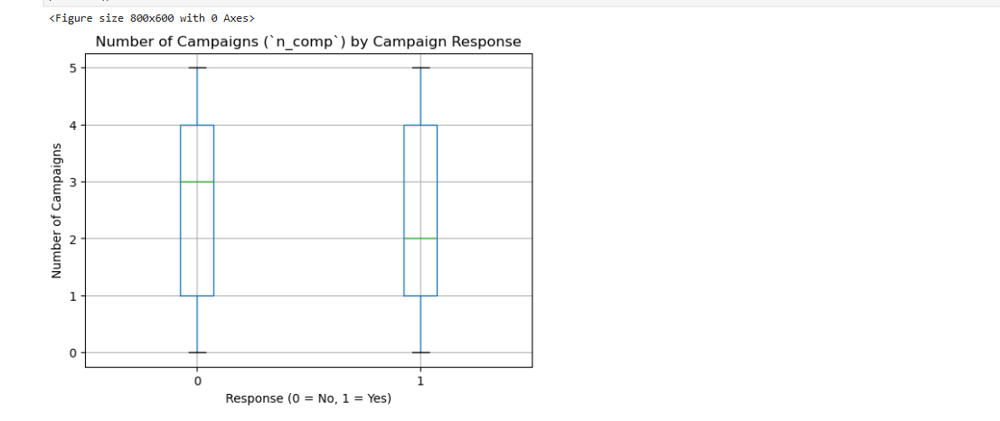 <Figure size 800x600 with 0 Axes>
Number of Campaigns (`n_comp`) by Campaign Response
5
4
3
2
1
0
Number of Campaigns
0 1
Response (0 = No, 1 = Yes)